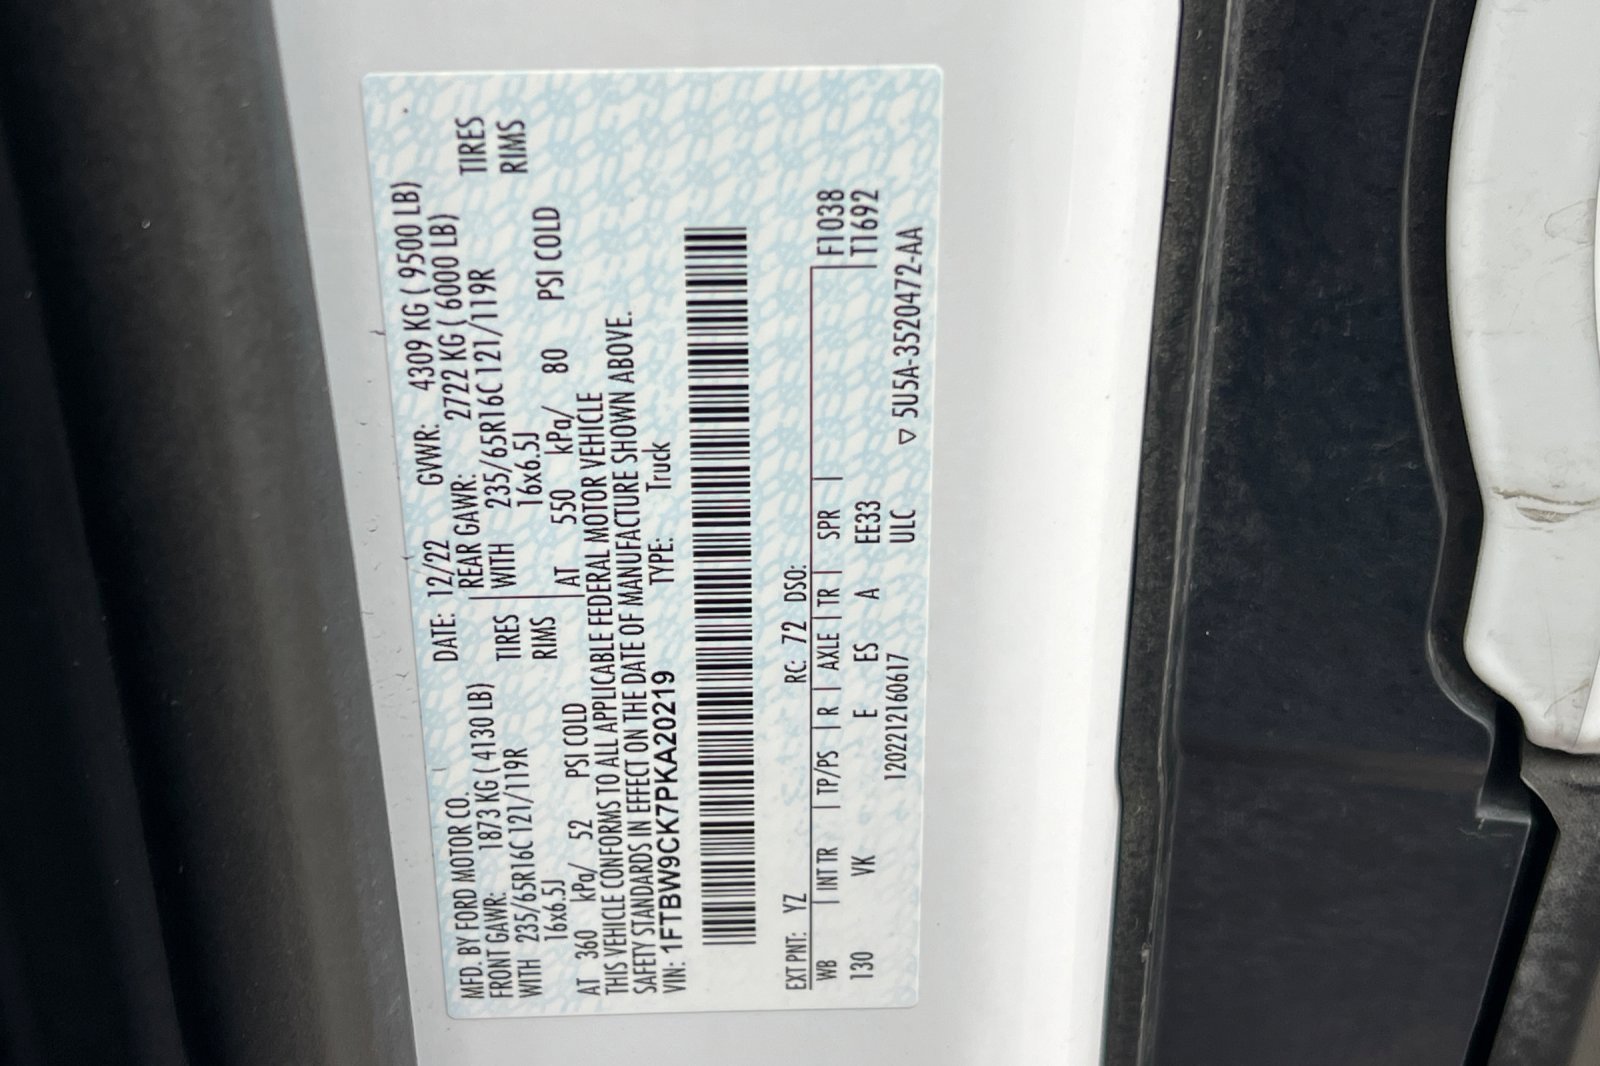 MFD. BY FORD MOTOR CO. DATE: 12/22 GVWR: 4309 KG ( 9500 LB)
FRONT GAWR: 1873 KG ( 4130 LB) REAR GAWR: 2722 KG ( 6000 LB)
WITH 235/65R16C 121/119R TIRES WITH 235/65R16C 121/119R TIRES
16x6.5J RIMS 16x6.5J RIMS
AT 360 kPa/ 52 PSI COLD AT 550 kPa/ 80 PSI COLD
THIS VEHICLE CONFORMS TO ALL APPLICABLE FEDERAL MOTOR VEHICLE
SAFETY STANDARDS IN EFFECT ON THE DATE OF MANUFACTURE SHOWN ABOVE.
VIN: 1FTBW9CK7PKA20219 TYPE: Truck
EXT PNT: YZ RC: 72 DSO: F1038
WB INT TR TP/PS R AXLE TR SPR T1692
130 VK E ES A EE33
1202212160617 ULC ▽ 5U5A-3520472-AA